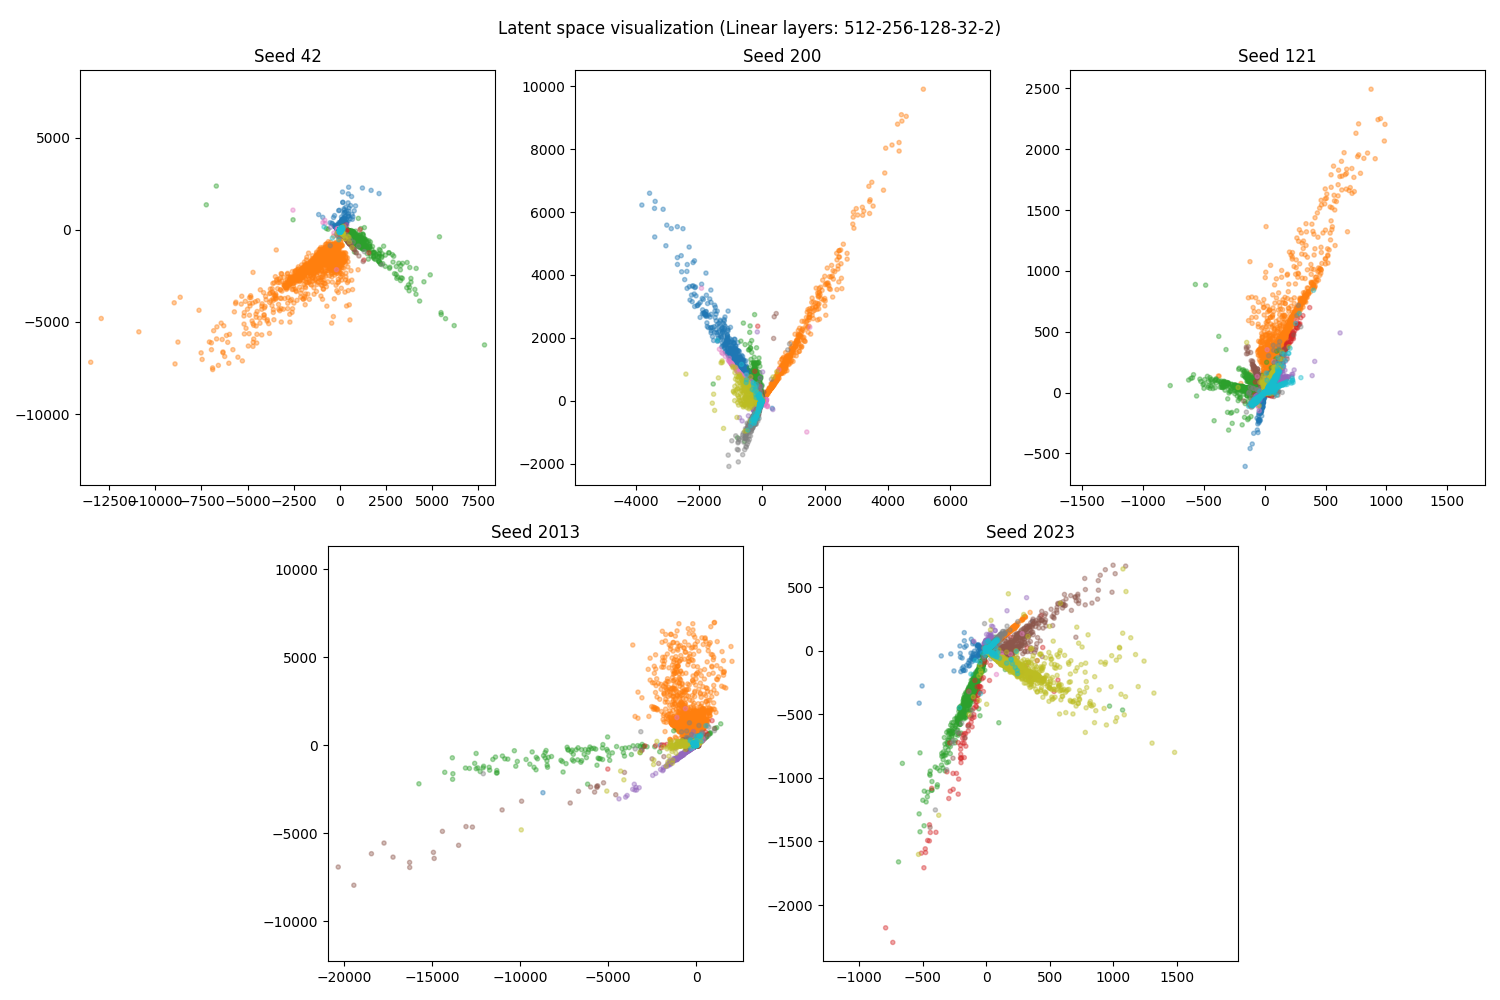 Latent space visualization (Linear layers: 512-256-128-32-2)
Seed 42
Seed 200
Seed 121
5000
0
−5000
−10000
−12500 −10000 −7500 −5000 −2500 0 2500 5000 7500
10000
8000
6000
4000
2000
0
−2000
−4000 −2000 0 2000 4000 6000
2500
2000
1500
1000
500
0
−500
−1500 −1000 −500 0 500 1000 1500
Seed 2013
Seed 2023
10000
5000
0
−5000
−10000
−20000 −15000 −10000 −5000 0
500
0
−500
−1000
−1500
−2000
−1000 −500 0 500 1000 1500